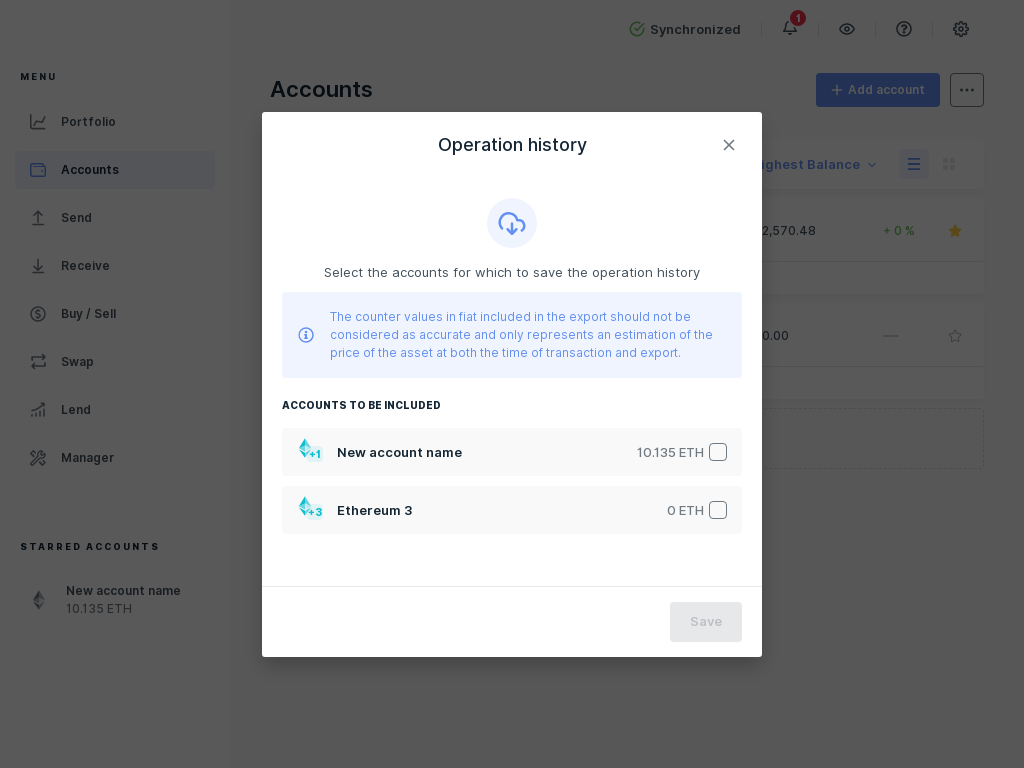 Synchronized
1
MENU
Portfolio
Accounts
Send
Receive
Buy / Sell
Swap
Lend
Manager
STARRED ACCOUNTS
New account name
10.135 ETH
Accounts
Add account
ghest Balance
2,570.48
+ 0 %
0.00
—
Operation history
Select the accounts for which to save the operation history
The counter values in fiat included in the export should not be
considered as accurate and only represents an estimation of the
price of the asset at both the time of transaction and export.
ACCOUNTS TO BE INCLUDED
+1
New account name
10.135 ETH
+3
Ethereum 3
0 ETH
Save